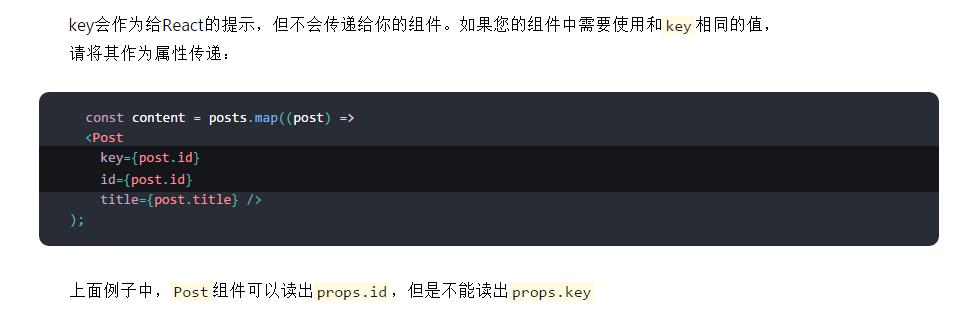 key会作为给React的提示，但不会传递给你的组件。如果您的组件中需要使用和key相同的值，
请将其作为属性传递：
const content = posts.map((post) =>
<Post
key={post.id}
id={post.id}
title={post.title} />
);
上面例子中，Post组件可以读出props.id，但是不能读出props.key